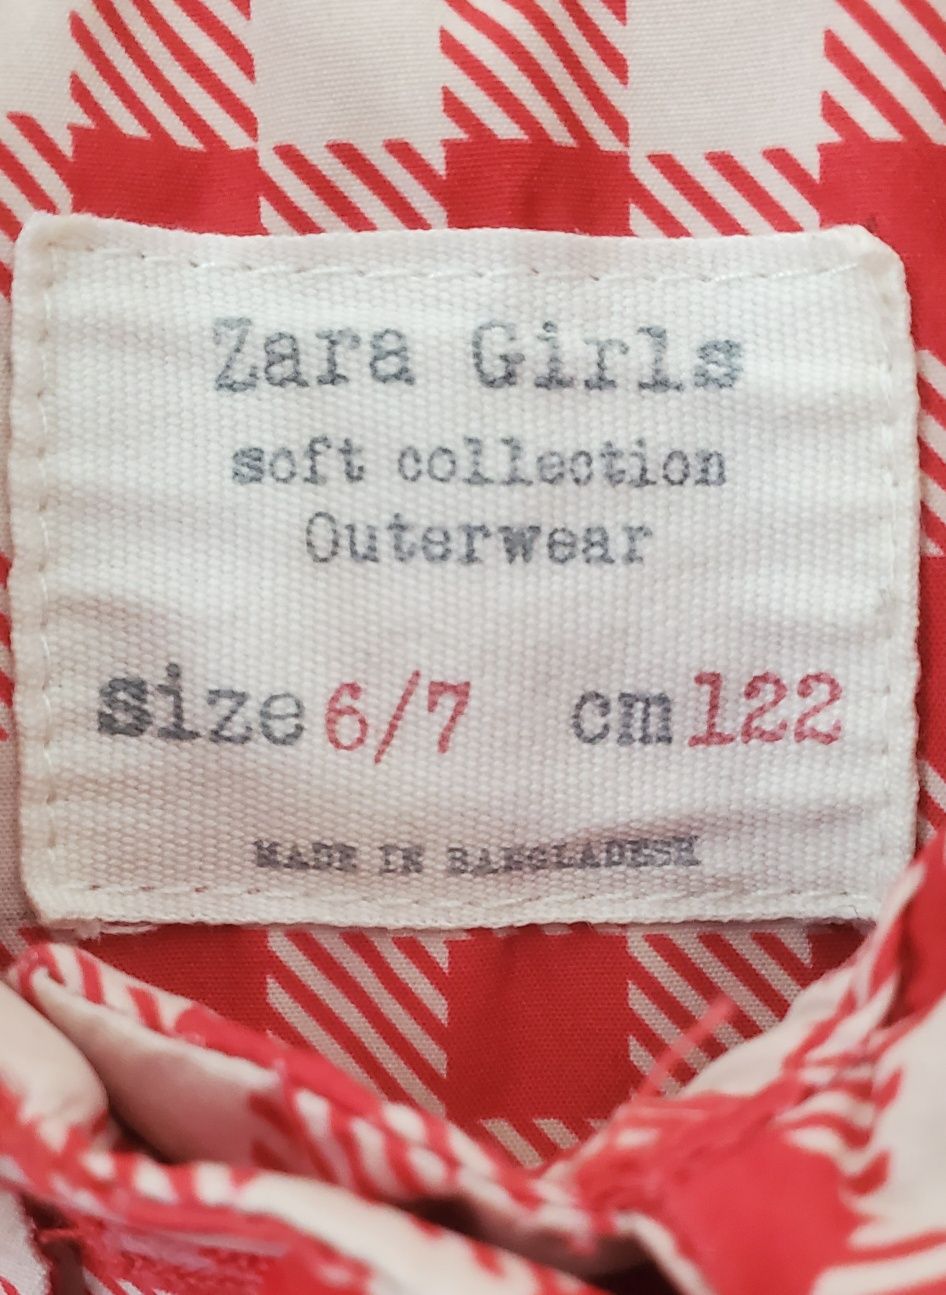 Zara Girls
soft collection
Outerwear
size 6/7 cm 122
MADE IN BANGLADESH